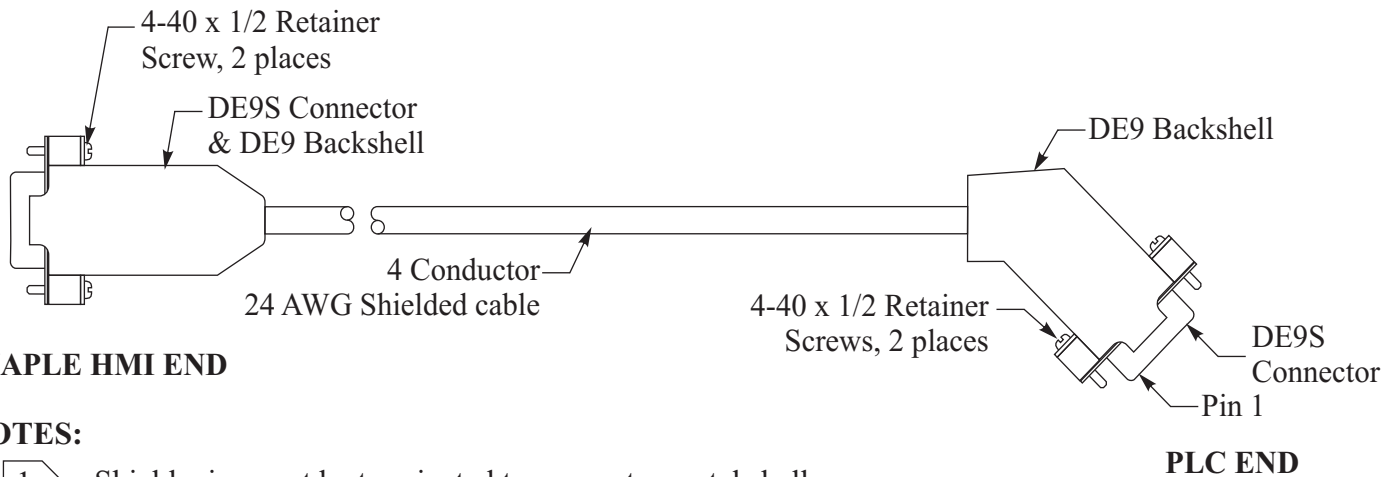 4-40 x 1/2 Retainer
Screw, 2 places
DE9S Connector
& DE9 Backshell
DE9 Backshell
4 Conductor
24 AWG Shielded cable
4-40 x 1/2 Retainer
Screws, 2 places
DE9S
Connector
Pin 1
APLE HMI END
PLC END
OTES: